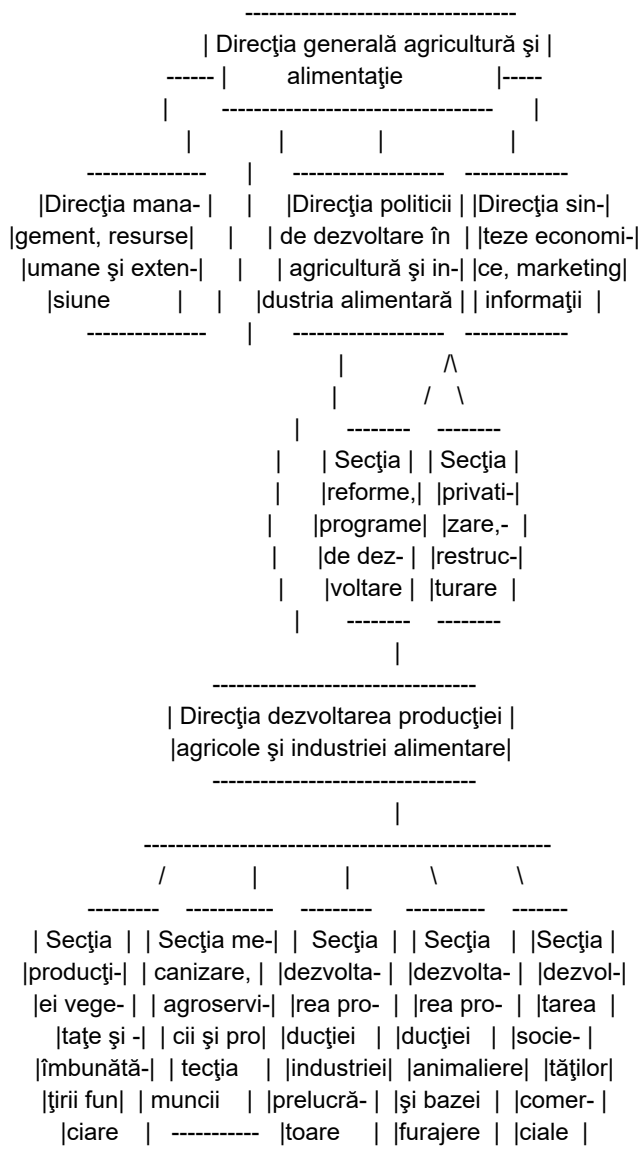 ----------------------------------
| Direcţia generală agricultură şi |
------ | alimentaţie |-----
| ---------------------------------- |
| | | |
--------------- | ------------------- -------------
|Direcţia mana- | | |Direcţia politicii | |Direcţia sin-|
|gement, resurse| | | de dezvoltare în | |teze economi-|
|umane şi exten-| | | agricultură şi in-| |ce, marketing|
|siune | | |dustria alimentară | | informaţii |
--------------- | ------------------- -------------
| /\
| / \
| -------- --------
| | Secţia | | Secţia |
| |reforme,| |privati-|
| |programe| |zare,- |
| |de dez- | |restruc-|
| |voltare | |turare |
| -------- --------
|
---------------------------------
| Direcţia dezvoltarea producţiei |
|agricole şi industriei alimentare|
---------------------------------
|
---------------------------------------------------
/ | | \ \
--------- ----------- --------- ---------- -------
| Secţia | | Secţia me-| | Secţia | | Secţia | |Secţia |
|producţi-| | canizare, | |dezvolta- | |dezvolta- | |dezvol-|
|ei vege- | | agroservi-| |rea pro- | |rea pro- | |tarea |
|taţe şi -| | cii şi pro| |ducţiei | |ducţiei | |socie- |
|îmbunătă-| | tecţia | |industriei| |animaliere| |tăţilor|
|ţirii fun| | muncii | |prelucră- | |şi bazei | |comer- |
|ciare | ----------- |toare | |furajere | |ciale |